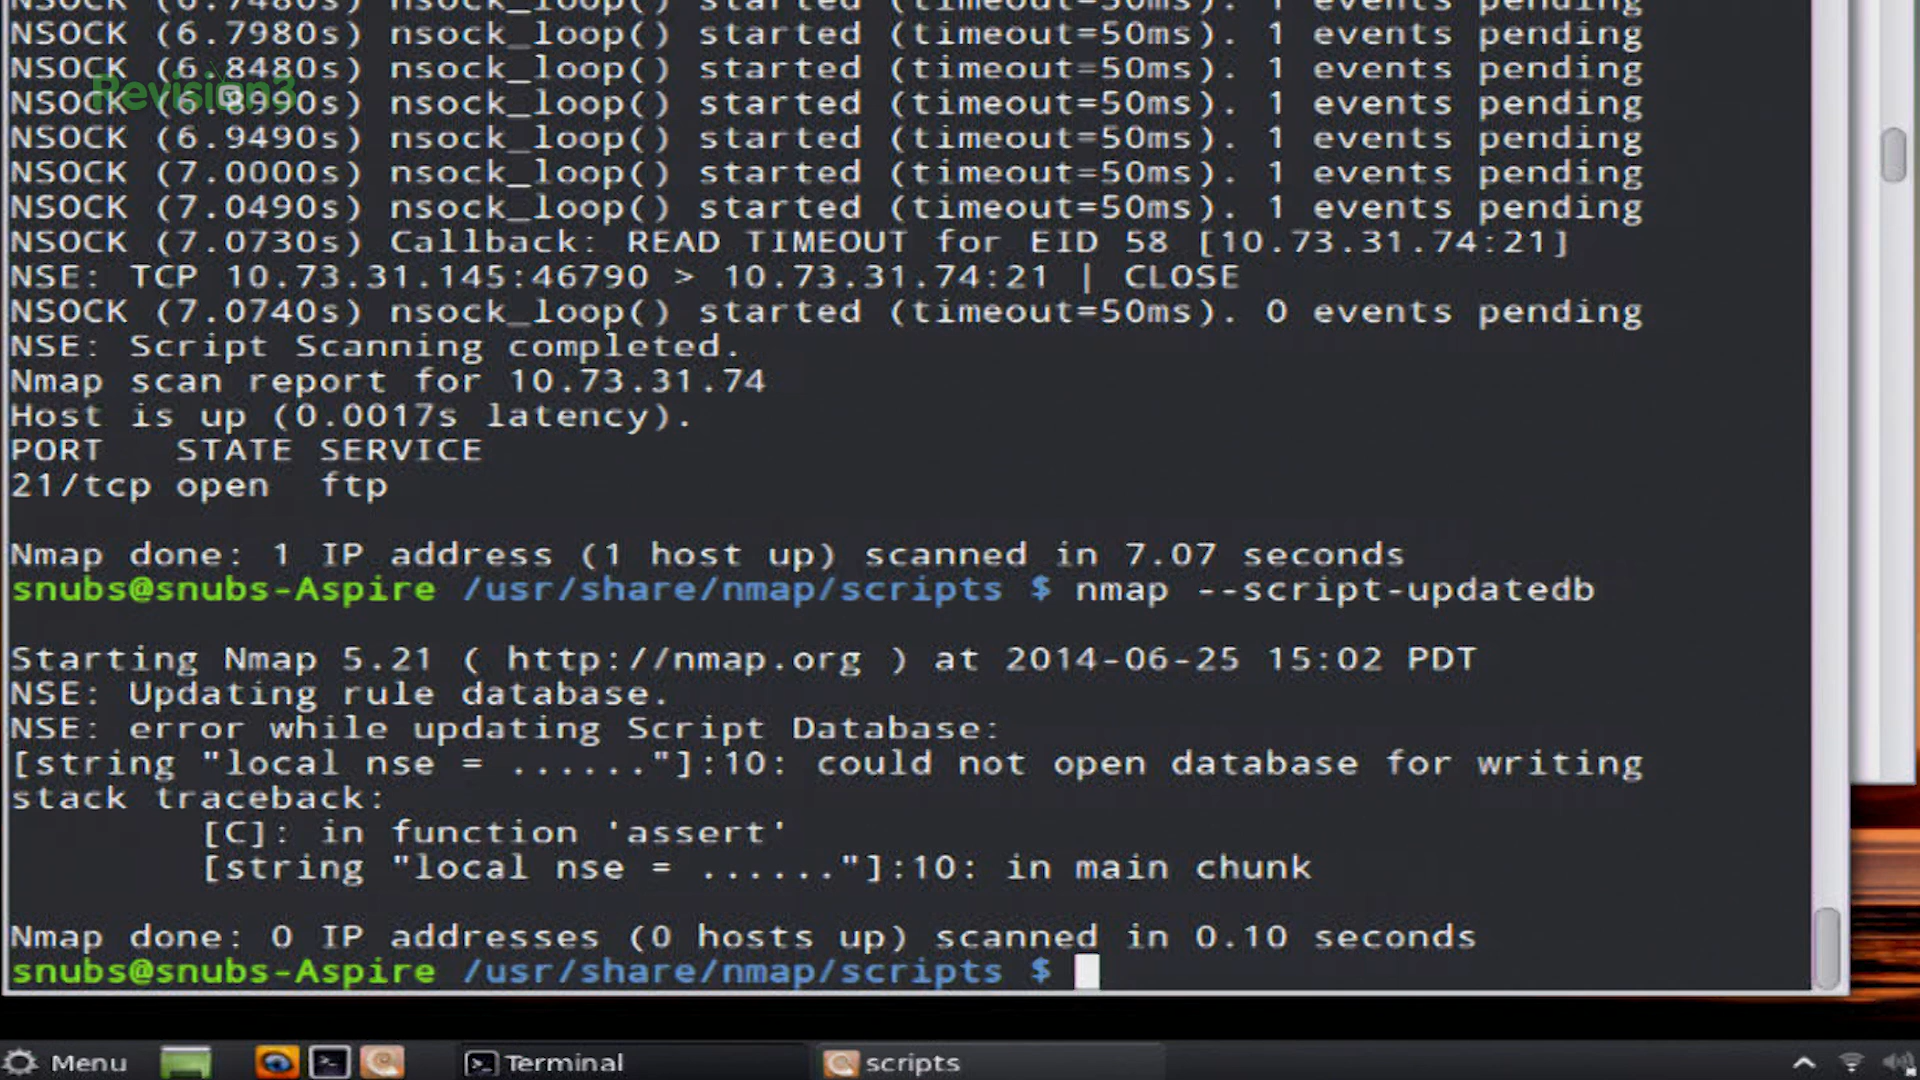 NSOCK (6.7480s) nsock_loop() started (timeout=50ms). 1 events pending
NSOCK (6.7980s) nsock_loop() started (timeout=50ms). 1 events pending
NSOCK (6.8480s) nsock_loop() started (timeout=50ms). 1 events pending
Revision3
NSOCK (6.8990s) nsock_loop() started (timeout=50ms). 1 events pending
NSOCK (6.9490s) nsock_loop() started (timeout=50ms). 1 events pending
NSOCK (7.0000s) nsock_loop() started (timeout=50ms). 1 events pending
NSOCK (7.0490s) nsock_loop() started (timeout=50ms). 1 events pending
NSOCK (7.0730s) Callback: READ TIMEOUT for EID 58 [10.73.31.74:21]
NSE: TCP 10.73.31.145:46790 > 10.73.31.74:21 | CLOSE
NSOCK (7.0740s) nsock_loop() started (timeout=50ms). 0 events pending
NSE: Script Scanning completed.
Nmap scan report for 10.73.31.74
Host is up (0.0017s latency).
PORT   STATE SERVICE
21/tcp open  ftp
Nmap done: 1 IP address (1 host up) scanned in 7.07 seconds
snubs@snubs-Aspire /usr/share/nmap/scripts $ nmap --script-updatedb
Starting Nmap 5.21 ( http://nmap.org ) at 2014-06-25 15:02 PDT
NSE: Updating rule database.
NSE: error while updating Script Database:
[string "local nse = ......"]:10: could not open database for writing
stack traceback:
[C]: in function 'assert'
[string "local nse = ......"]:10: in main chunk
Nmap done: 0 IP addresses (0 hosts up) scanned in 0.10 seconds
snubs@snubs-Aspire /usr/share/nmap/scripts $
Menu
Terminal
scripts